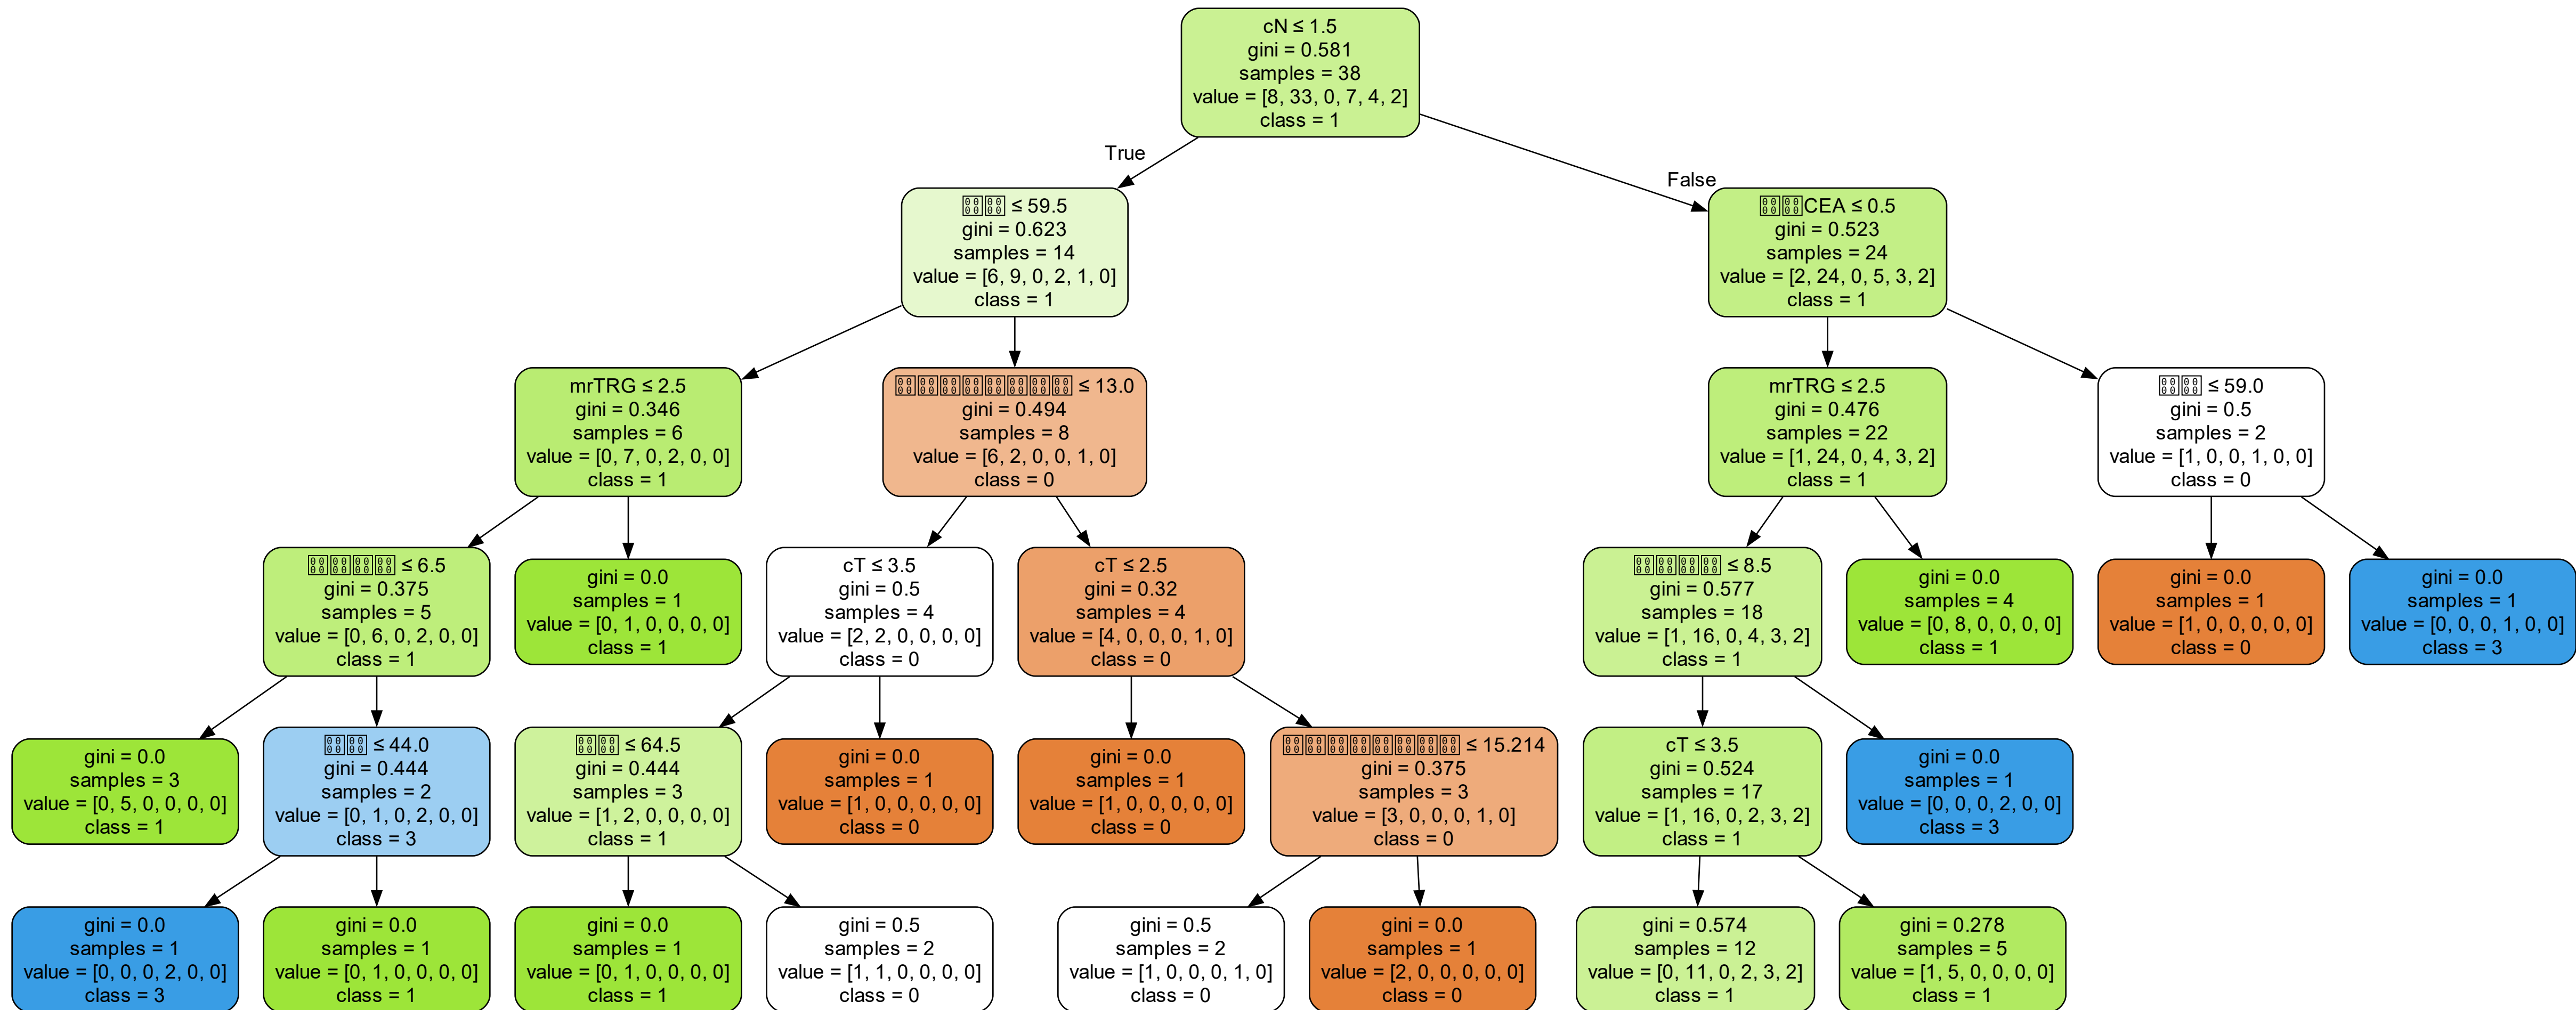 cN ≤ 1.5
gini = 0.581
samples = 38
value = [8, 33, 0, 7, 4, 2]
class = 1
True
False
≤ 59.5
gini = 0.623
samples = 14
value = [6, 9, 0, 2, 1, 0]
class = 1
CEA ≤ 0.5
gini = 0.523
samples = 24
value = [2, 24, 0, 5, 3, 2]
class = 1
mrTRG ≤ 2.5
gini = 0.346
samples = 6
value = [0, 7, 0, 2, 0, 0]
class = 1
≤ 13.0
gini = 0.494
samples = 8
value = [6, 2, 0, 0, 1, 0]
class = 0
mrTRG ≤ 2.5
gini = 0.476
samples = 22
value = [1, 24, 0, 4, 3, 2]
class = 1
≤ 59.0
gini = 0.5
samples = 2
value = [1, 0, 0, 1, 0, 0]
class = 0
≤ 6.5
gini = 0.375
samples = 5
value = [0, 6, 0, 2, 0, 0]
class = 1
gini = 0.0
samples = 1
value = [0, 1, 0, 0, 0, 0]
class = 1
cT ≤ 3.5
gini = 0.5
samples = 4
value = [2, 2, 0, 0, 0, 0]
class = 0
cT ≤ 2.5
gini = 0.32
samples = 4
value = [4, 0, 0, 0, 1, 0]
class = 0
≤ 8.5
gini = 0.577
samples = 18
value = [1, 16, 0, 4, 3, 2]
class = 1
gini = 0.0
samples = 4
value = [0, 8, 0, 0, 0, 0]
class = 1
gini = 0.0
samples = 1
value = [1, 0, 0, 0, 0, 0]
class = 0
gini = 0.0
samples = 1
value = [0, 0, 0, 1, 0, 0]
class = 3
gini = 0.0
samples = 3
value = [0, 5, 0, 0, 0, 0]
class = 1
≤ 44.0
gini = 0.444
samples = 2
value = [0, 1, 0, 2, 0, 0]
class = 3
≤ 64.5
gini = 0.444
samples = 3
value = [1, 2, 0, 0, 0, 0]
class = 1
gini = 0.0
samples = 1
value = [1, 0, 0, 0, 0, 0]
class = 0
gini = 0.0
samples = 1
value = [1, 0, 0, 0, 0, 0]
class = 0
≤ 15.214
gini = 0.375
samples = 3
value = [3, 0, 0, 0, 1, 0]
class = 0
cT ≤ 3.5
gini = 0.524
samples = 17
value = [1, 16, 0, 2, 3, 2]
class = 1
gini = 0.0
samples = 1
value = [0, 0, 0, 2, 0, 0]
class = 3
gini = 0.0
samples = 1
value = [0, 0, 0, 2, 0, 0]
class = 3
gini = 0.0
samples = 1
value = [0, 1, 0, 0, 0, 0]
class = 1
gini = 0.0
samples = 1
value = [0, 1, 0, 0, 0, 0]
class = 1
gini = 0.5
samples = 2
value = [1, 1, 0, 0, 0, 0]
class = 0
gini = 0.5
samples = 2
value = [1, 0, 0, 0, 1, 0]
class = 0
gini = 0.0
samples = 1
value = [2, 0, 0, 0, 0, 0]
class = 0
gini = 0.574
samples = 12
value = [0, 11, 0, 2, 3, 2]
class = 1
gini = 0.278
samples = 5
value = [1, 5, 0, 0, 0, 0]
class = 1